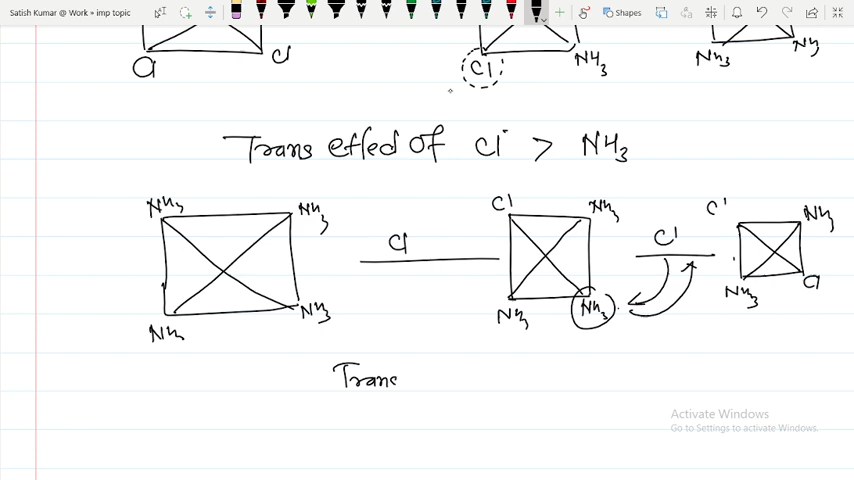 Satish Kumar @ Work » imp topic
Shapes
Cl Cl Cl NH3 NH3 NH3
Trans effed of Cl⁻ > NH3
NH3 NH3 Cl NH3 Cl NH3
Cl Cl
NH3 NH3 NH3 NH3 NH3 Cl
Trans
Activate Windows
Go to Settings to activate Windows.